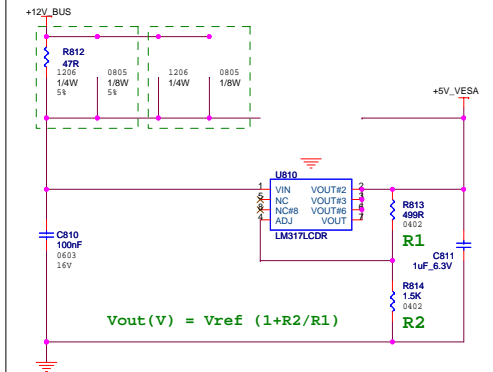 +12V_BUS
R812
47R
1206
1/4W
5%
0805
1/8W
5%
1206
1/4W
0805
1/8W
+5V_VESA
U810
1 VIN VOUT#2 2
5 NC VOUT#3 3
8 NC#8 VOUT#6 6
4 ADJ VOUT 7
LM317LCDR
R813
499R
0402
R1
C810
100nF
0603
16V
C811
1uF_6.3V
R814
1.5K
0402
R2
Vout(V) = Vref (1+R2/R1)